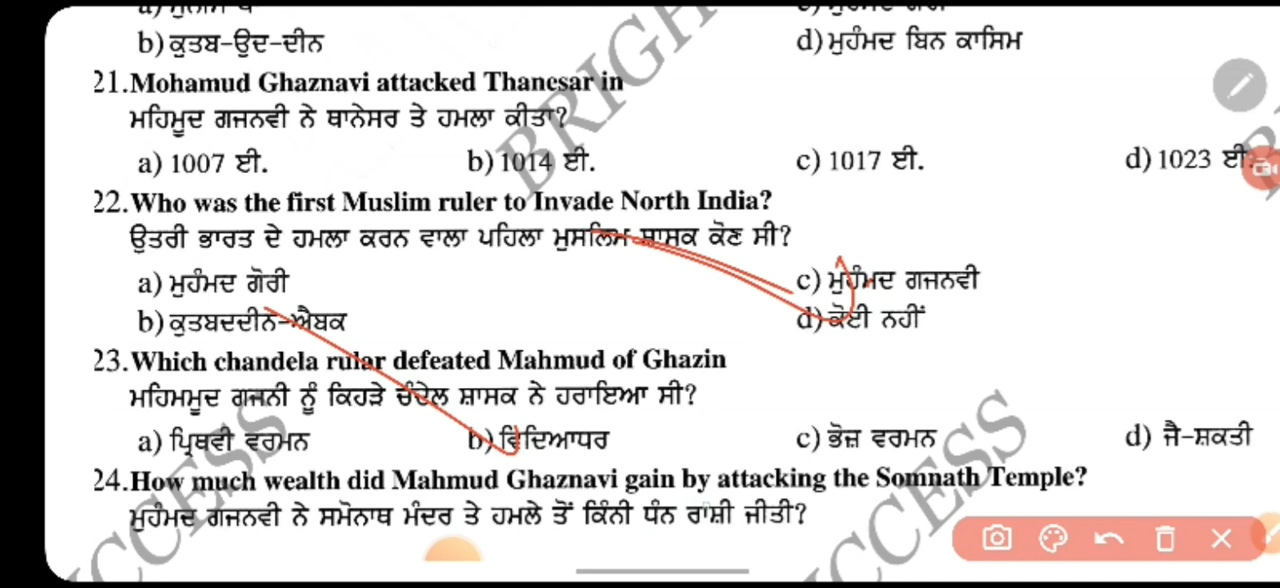 b) ਕੁਤਬ-ਉਦ-ਦੀਨ d) ਮੁਹੰਮਦ ਬਿਨ ਕਾਸਿਮ
21. Mohamud Ghaznavi attacked Thanesar in
ਮਹਿਮੂਦ ਗਜਨਵੀ ਨੇ ਥਾਨੇਸਰ ਤੇ ਹਮਲਾ ਕੀਤਾ?
a) 1007 ਈ. b) 1014 ਈ. c) 1017 ਈ. d) 1023 ਈ.
22. Who was the first Muslim ruler to Invade North India?
ਉਤਰੀ ਭਾਰਤ ਦੇ ਹਮਲਾ ਕਰਨ ਵਾਲਾ ਪਹਿਲਾ ਮੁਸਲਿਮ ਸ਼ਾਸਕ ਕੋਣ ਸੀ?
a) ਮੁਹੰਮਦ ਗੋਰੀ c) ਮੁਹੰਮਦ ਗਜਨਵੀ
b) ਕੁਤਬਦਦੀਨ-ਐਬਕ d) ਕੋਈ ਨਹੀਂ
23. Which chandela rular defeated Mahmud of Ghazin
ਮਹਿਮਮੂਦ ਗਜਨੀ ਨੂੰ ਕਿਹੜੇ ਚੰਦੇਲ ਸ਼ਾਸਕ ਨੇ ਹਰਾਇਆ ਸੀ?
a) ਪ੍ਰਿਥਵੀ ਵਰਮਨ b) ਵਿਦਿਆਧਰ c) ਭੋਜ਼ ਵਰਮਨ d) ਜੈ-ਸ਼ਕਤੀ
24. How much wealth did Mahmud Ghaznavi gain by attacking the Somnath Temple?
ਮੁਹੰਮਦ ਗਜਨਵੀ ਨੇ ਸਮੋਨਾਥ ਮੰਦਰ ਤੇ ਹਮਲੇ ਤੋਂ ਕਿੰਨੀ ਧੰਨ ਰਾਸ਼ੀ ਜੀਤੀ?